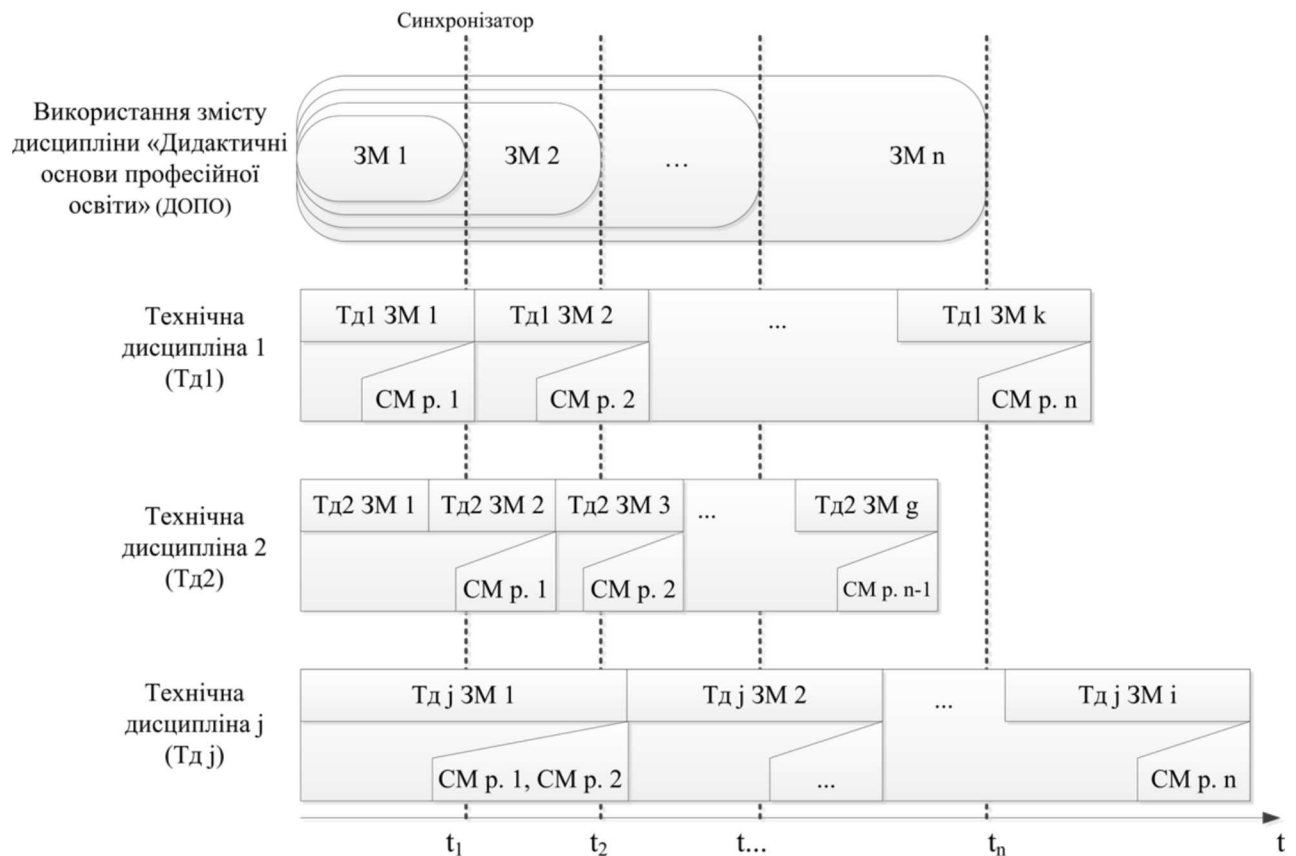 Синхронізатор
Використання змісту
дисципліни «Дидактичні
основи професійної
освіти» (ДОПО)
ЗМ 1
ЗМ 2
...
ЗМ n
Технічна
дисципліна 1
(Тд1)
Тд1 ЗМ 1
Тд1 ЗМ 2
...
Тд1 ЗМ k
СМ р. 1
СМ р. 2
СМ р. n
Технічна
дисципліна 2
(Тд2)
Тд2 ЗМ 1
Тд2 ЗМ 2
Тд2 ЗМ 3
...
Тд2 ЗМ g
СМ р. 1
СМ р. 2
СМ р. n-1
Технічна
дисципліна j
(Тд j)
Тд j ЗМ 1
Тд j ЗМ 2
...
Тд j ЗМ i
СМ р. 1, СМ р. 2
...
СМ р. n
t₁
t₂
t...
tₙ
t